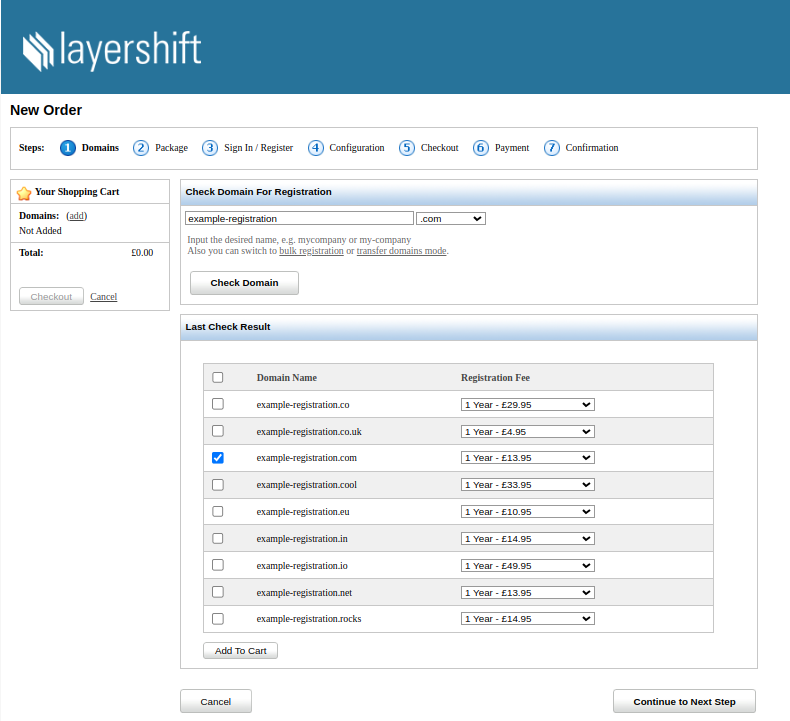 layershift
New Order
Steps: 1 Domains 2 Package 3 Sign In / Register 4 Configuration 5 Checkout 6 Payment 7 Confirmation
Your Shopping Cart
Domains: (add)
Not Added
Total: £0.00
Checkout Cancel
Check Domain For Registration
example-registration .com
Input the desired name, e.g. mycompany or my-company
Also you can switch to bulk registration or transfer domains mode.
Check Domain
Last Check Result
Domain Name Registration Fee
example-registration.co 1 Year - £29.95
example-registration.co.uk 1 Year - £4.95
example-registration.com 1 Year - £13.95
example-registration.cool 1 Year - £33.95
example-registration.eu 1 Year - £10.95
example-registration.in 1 Year - £14.95
example-registration.io 1 Year - £49.95
example-registration.net 1 Year - £13.95
example-registration.rocks 1 Year - £14.95
Add To Cart
Cancel Continue to Next Step